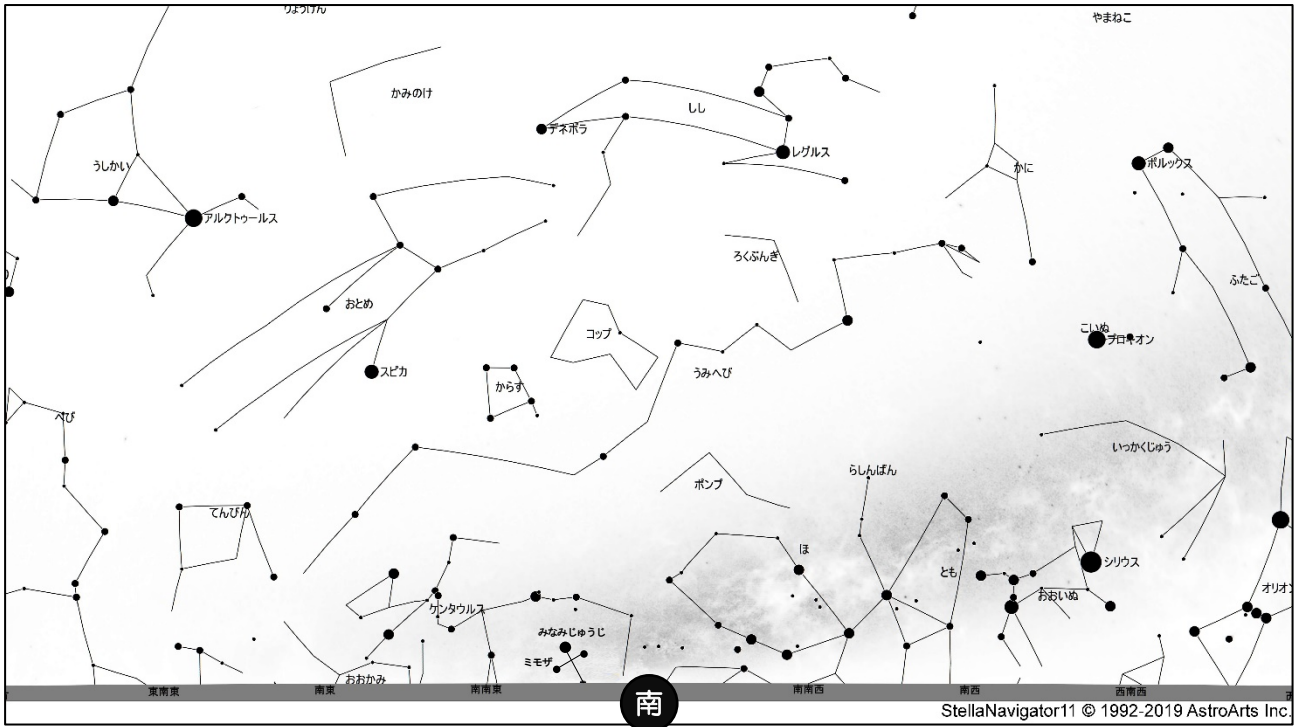 りょうけん
やまねこ
かみのけ
しし
デネボラ
レグルス
うしかい
かに
ポルックス
アルクトゥールス
ろくぶんぎ
ふたご
おとめ
コップ
こいぬ
プロキオン
スピカ
からす
うみへび
へび
いっかくじゅう
らしんばん
ポンプ
てんびん
ほ
シリウス
とも
オリオン
おおいぬ
ケンタウルス
みなみじゅうじ
ミモザ
おおかみ
東南東
南東
南南東
南
南南西
南西
西南西
StellaNavigator11 © 1992-2019 AstroArts Inc.